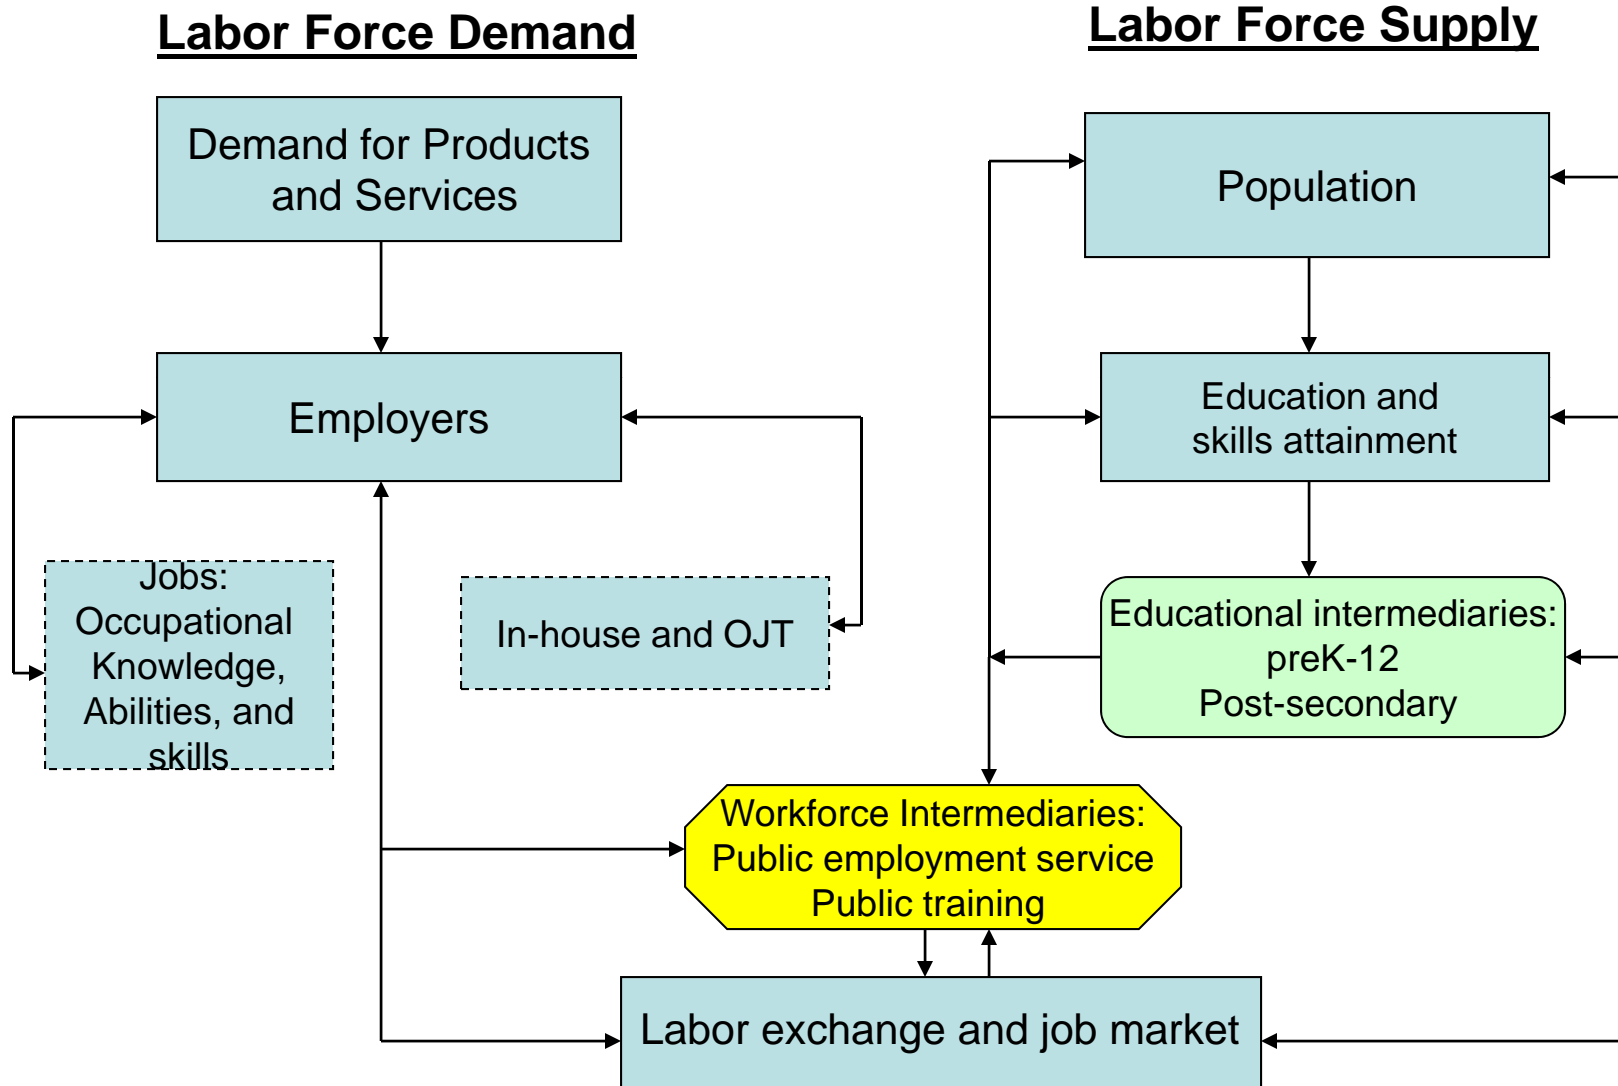 Labor Force Demand
Labor Force Supply
Demand for Products
and Services
Population
Employers
Education and
skills attainment
Jobs:
Occupational
Knowledge,
Abilities, and
skills
In-house and OJT
Educational intermediaries:
preK-12
Post-secondary
Workforce Intermediaries:
Public employment service
Public training
Labor exchange and job market